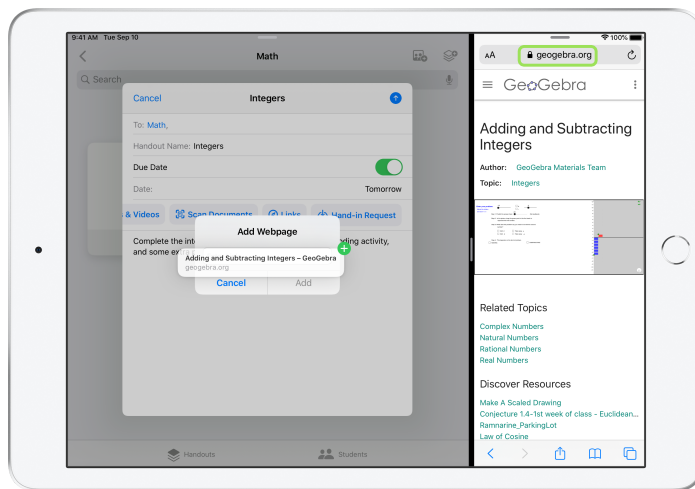 9:41 AM Tue Sep 10
100%
Math
Search
Cancel
Integers
To: Math,
Handout Name: Integers
Due Date
Date:
Tomorrow
& Videos
Scan Documents
Links
Hand-in Request
Complete the int
ding activity,
and some ex
Add Webpage
Adding and Subtracting Integers – GeoGebra
geogebra.org
Cancel
Add
Handouts
Students
AA
geogebra.org
GeoGebra
Adding and Subtracting
Integers
Author: GeoGebra Materials Team
Topic: Integers
Related Topics
Complex Numbers
Natural Numbers
Rational Numbers
Real Numbers
Discover Resources
Make A Scaled Drawing
Conjecture 1.4-1st week of class – Euclidean...
Ramnarine_ParkingLot
Law of Cosine